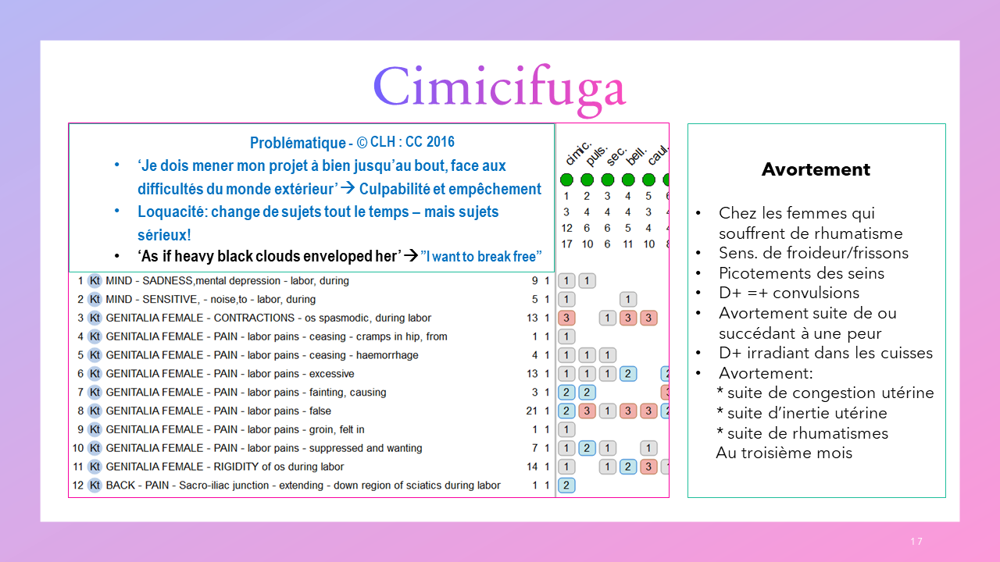 Cimicifuga
Problématique - © CLH : CC 2016
• ‘Je dois mener mon projet à bien jusqu’au bout, face aux
difficultés du monde extérieur’ → Culpabilité et empêchement
• Loquacité: change de sujets tout le temps – mais sujets
sérieux!
• ‘As if heavy black clouds enveloped her’ → ”I want to break free”
cimic. puls. sec. bell. caul.
1 2 3 4 5 6
3 4 4 4 3
12 6 6 5 4
17 10 6 11 10
1 Kt MIND - SADNESS,mental depression - labor, during 9 1 1 1
2 Kt MIND - SENSITIVE, - noise,to - labor, during 5 1 1 1
3 Kt GENITALIA FEMALE - CONTRACTIONS - os spasmodic, during labor 13 1 3 1 3 3
4 Kt GENITALIA FEMALE - PAIN - labor pains - ceasing - cramps in hip, from 1 1 1
5 Kt GENITALIA FEMALE - PAIN - labor pains - ceasing - haemorrhage 4 1 1 1 1
6 Kt GENITALIA FEMALE - PAIN - labor pains - excessive 13 1 1 1 1 2 2
7 Kt GENITALIA FEMALE - PAIN - labor pains - fainting, causing 3 1 2 2 3
8 Kt GENITALIA FEMALE - PAIN - labor pains - false 21 1 2 3 1 3 3 2
9 Kt GENITALIA FEMALE - PAIN - labor pains - groin, felt in 1 1 1
10 Kt GENITALIA FEMALE - PAIN - labor pains - suppressed and wanting 7 1 1 2 1 1
11 Kt GENITALIA FEMALE - RIGIDITY of os during labor 14 1 1 1 2 3 1
12 Kt BACK - PAIN - Sacro-iliac junction - extending - down region of sciatics during labor 1 1 2
Avortement
• Chez les femmes qui
souffrent de rhumatisme
• Sens. de froideur/frissons
• Picotements des seins
• D+ =+ convulsions
• Avortement suite de ou
succédant à une peur
• D+ irradiant dans les cuisses
• Avortement:
* suite de congestion utérine
* suite d’inertie utérine
* suite de rhumatismes
Au troisième mois
17